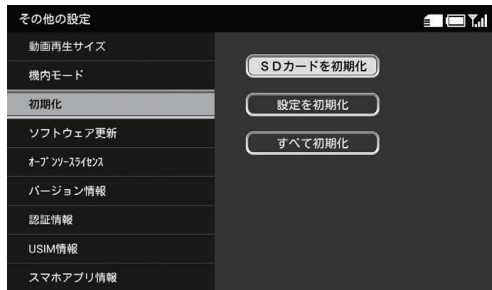 その他の設定
動画再生サイズ
機内モード
初期化
ソフトウェア更新
ｵｰﾌﾟﾝｿｰｽﾗｲｾﾝｽ
バージョン情報
認証情報
USIM情報
スマホアプリ情報
ＳＤカードを初期化
設定を初期化
すべて初期化